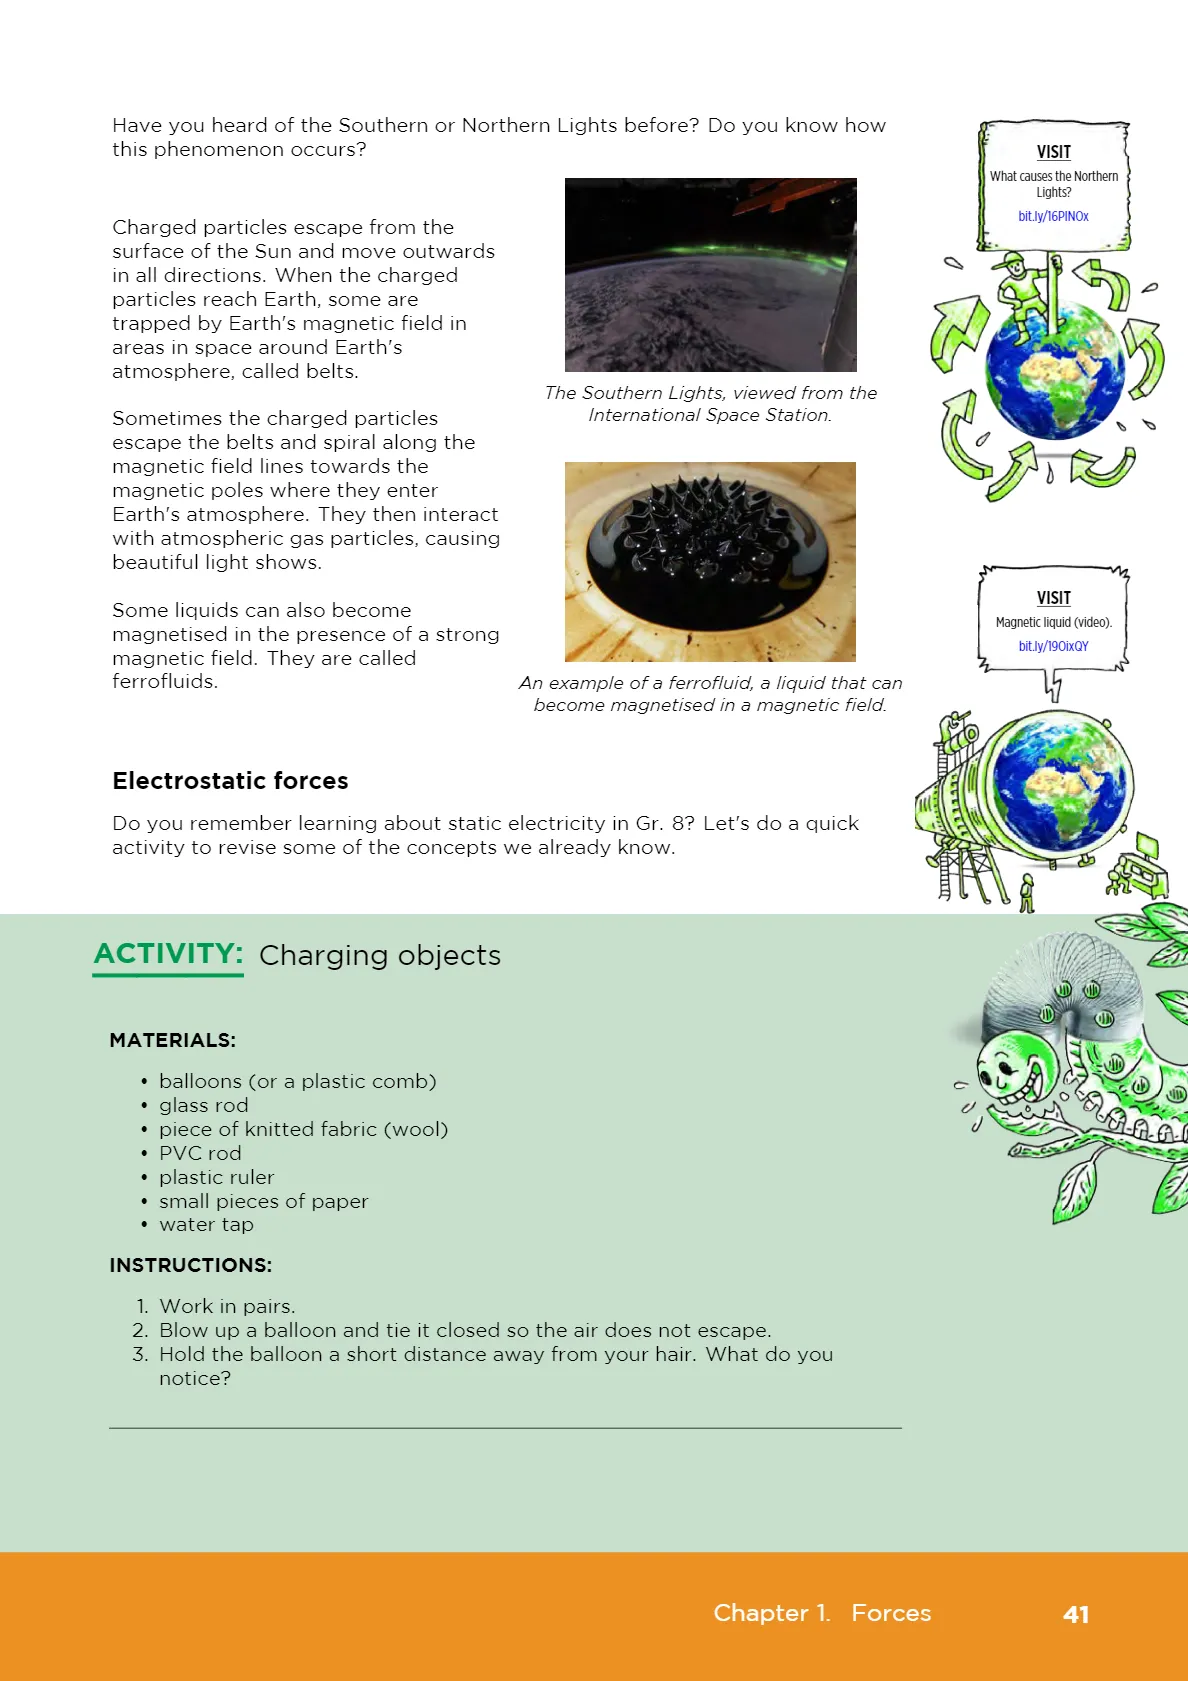 Have you heard of the Southern or Northern Lights before? Do you know how
this phenomenon occurs?
Charged particles escape from the
surface of the Sun and move outwards
in all directions. When the charged
particles reach Earth, some are
trapped by Earth's magnetic field in
areas in space around Earth's
atmosphere, called belts.
Sometimes the charged particles
escape the belts and spiral along the
magnetic field lines towards the
magnetic poles where they enter
Earth's atmosphere. They then interact
with atmospheric gas particles, causing
beautiful light shows.
Some liquids can also become
magnetised in the presence of a strong
magnetic field. They are called
ferrofluids.
The Southern Lights, viewed from the
International Space Station.
An example of a ferrofluid, a liquid that can
become magnetised in a magnetic field.
VISIT
What causes the Northern
Lights?
bit.ly/16PlNOx
VISIT
Magnetic liquid (video).
bit.ly/19OixQY
Electrostatic forces
Do you remember learning about static electricity in Gr. 8? Let's do a quick
activity to revise some of the concepts we already know.
ACTIVITY: Charging objects
MATERIALS:
• balloons (or a plastic comb)
• glass rod
• piece of knitted fabric (wool)
• PVC rod
• plastic ruler
• small pieces of paper
• water tap
INSTRUCTIONS:
1. Work in pairs.
2. Blow up a balloon and tie it closed so the air does not escape.
3. Hold the balloon a short distance away from your hair. What do you
notice?
Chapter 1. Forces 41